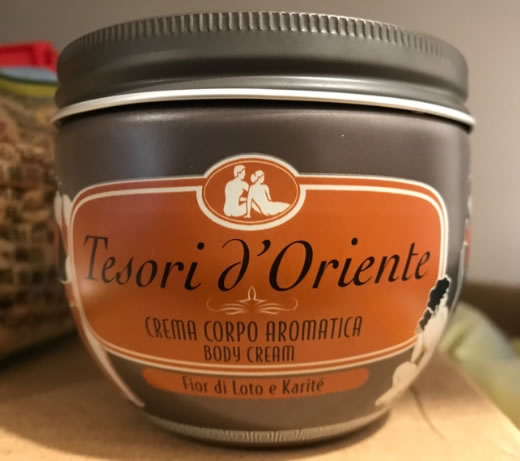 Tesori d'Oriente
CREMA CORPO AROMATICA
BODY CREAM
Fior di Loto e Karité